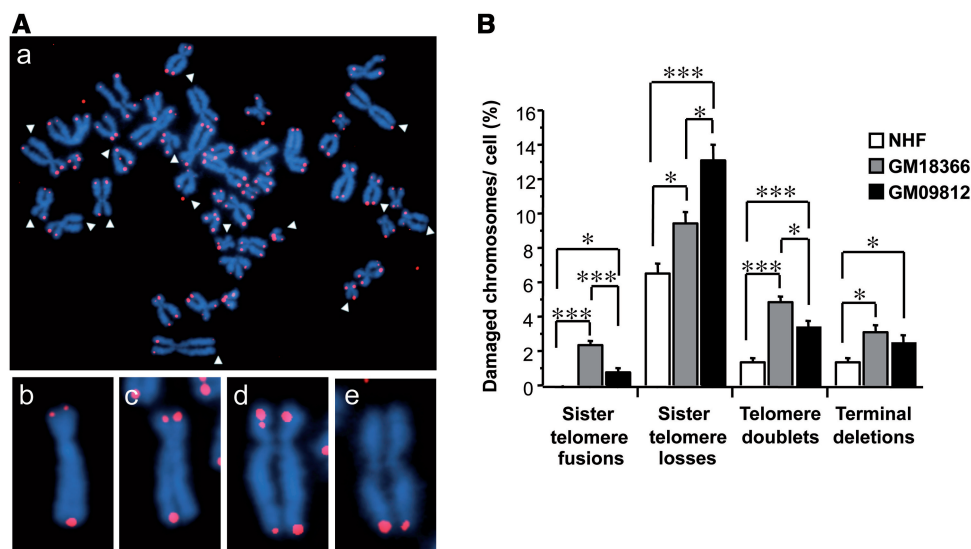 A
a
b
c
d
e
B
Damaged chromosomes/ cell (%)
16
14
12
10
8
6
4
2
0
***
*
***
*
***
*
*
***
***
*
*
*
NHF
GM18366
GM09812
Sister telomere fusions
Sister telomere losses
Telomere doublets
Terminal deletions